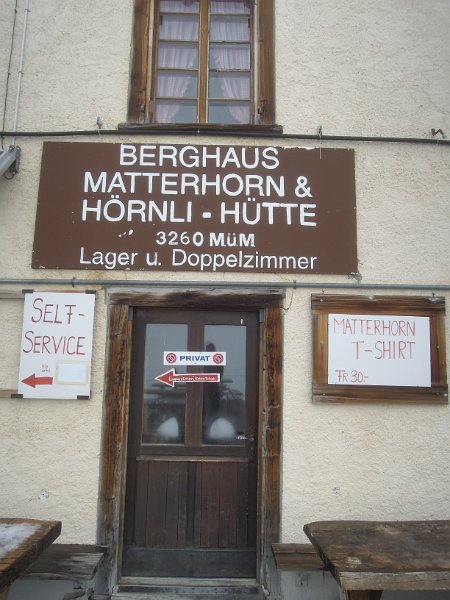 BERGHAUS
MATTERHORN &
HÖRNLI - HÜTTE
3260 MÜM
Lager u. Doppelzimmer
SELF-
SERVICE
PRIVAT
MATTERHORN
T-SHIRT
FR 30.-